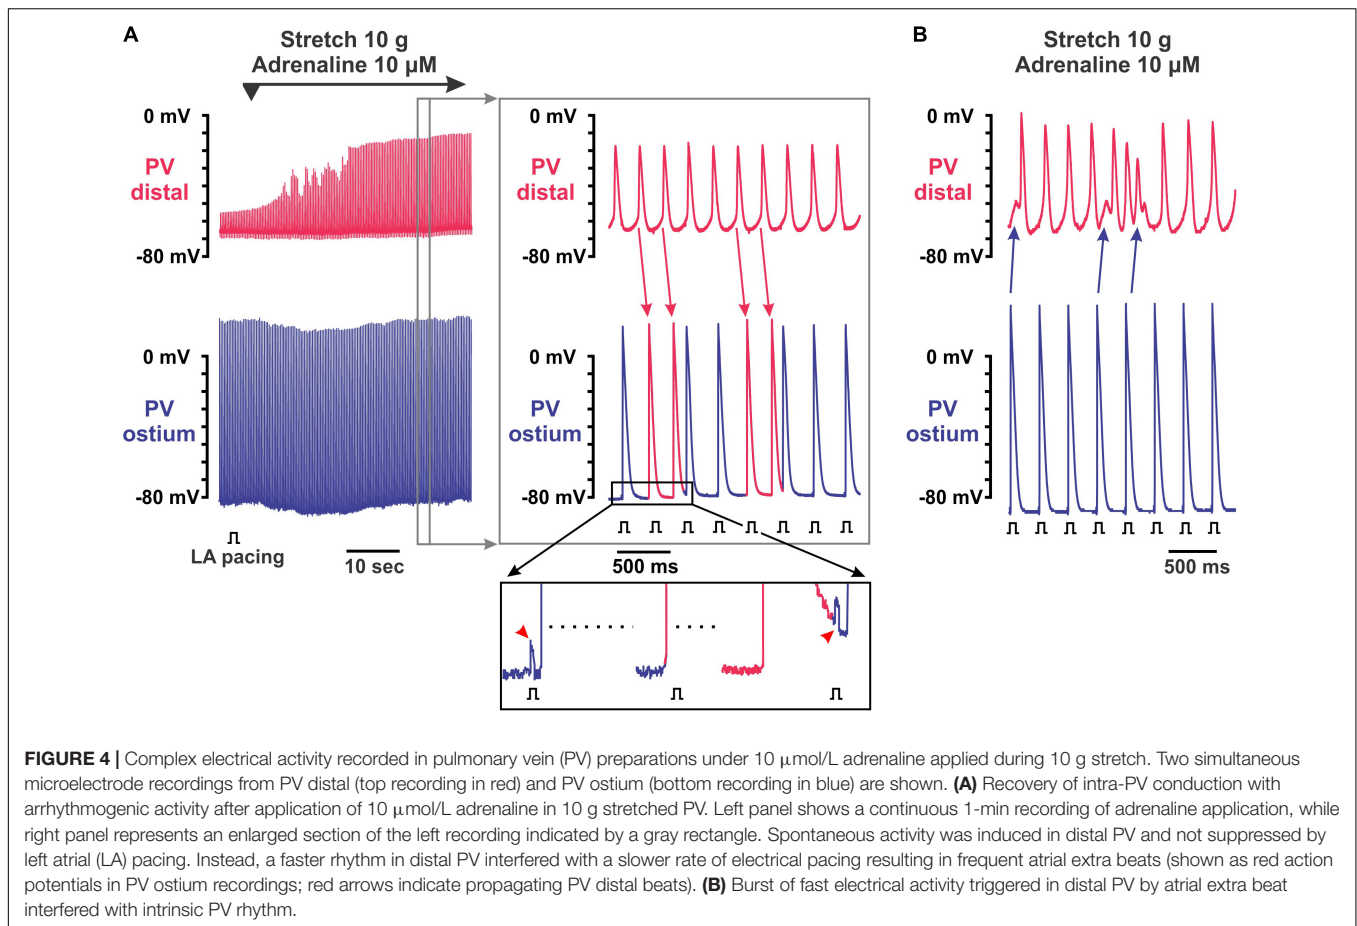 A
Stretch 10 g
Adrenaline 10 µM
0 mV
PV
distal
-80 mV
0 mV
PV
ostium
-80 mV
LA pacing
10 sec
0 mV
PV
distal
-80 mV
0 mV
PV
ostium
-80 mV
500 ms
B
Stretch 10 g
Adrenaline 10 µM
0 mV
PV
distal
-80 mV
0 mV
PV
ostium
-80 mV
500 ms
FIGURE 4 | Complex electrical activity recorded in pulmonary vein (PV) preparations under 10 µmol/L adrenaline applied during 10 g stretch. Two simultaneous
microelectrode recordings from PV distal (top recording in red) and PV ostium (bottom recording in blue) are shown. (A) Recovery of intra-PV conduction with
arrhythmogenic activity after application of 10 µmol/L adrenaline in 10 g stretched PV. Left panel shows a continuous 1-min recording of adrenaline application, while
right panel represents an enlarged section of the left recording indicated by a gray rectangle. Spontaneous activity was induced in distal PV and not suppressed by
left atrial (LA) pacing. Instead, a faster rhythm in distal PV interfered with a slower rate of electrical pacing resulting in frequent atrial extra beats (shown as red action
potentials in PV ostium recordings; red arrows indicate propagating PV distal beats). (B) Burst of fast electrical activity triggered in distal PV by atrial extra beat
interfered with intrinsic PV rhythm.